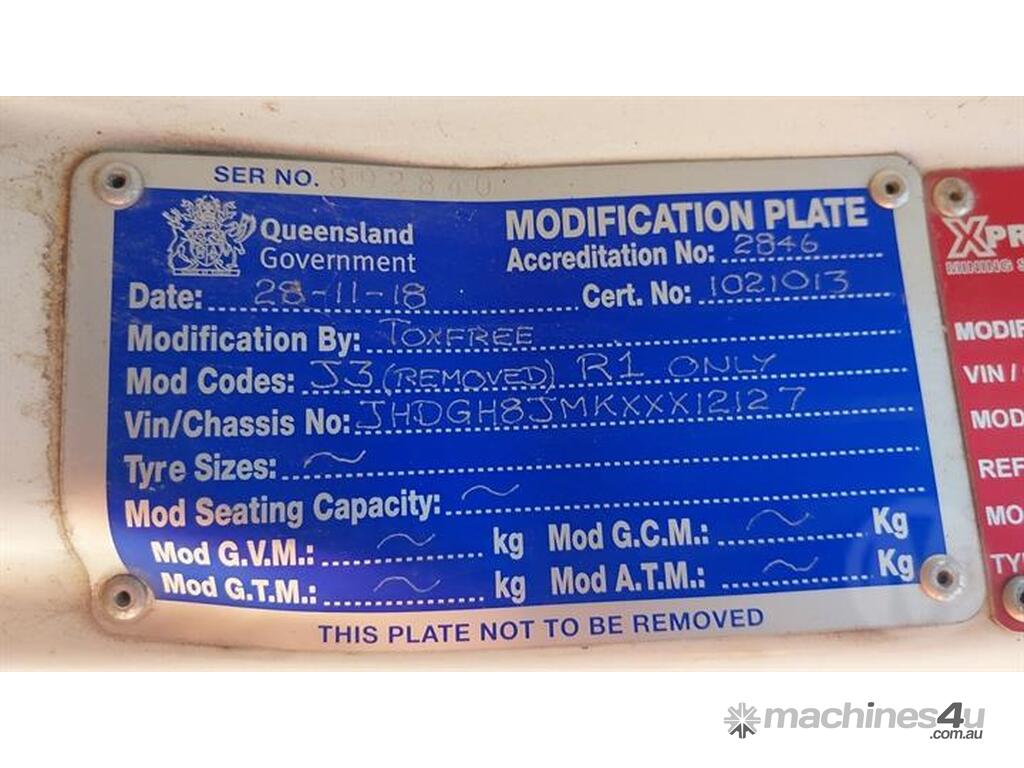 SER NO. 892840
Queensland
Government
MODIFICATION PLATE
Accreditation No: 2846
Date: 28-11-18 Cert. No: 1021013
Modification By: TOXFREE
Mod Codes: J3 (REMOVED) R1 ONLY
Vin/Chassis No: JHDGH8JMKXXX12127
Tyre Sizes: ~
Mod Seating Capacity: ~
Mod G.V.M.: ~ kg Mod G.C.M.: ~ Kg
Mod G.T.M.: ~ kg Mod A.T.M.: ~ Kg
THIS PLATE NOT TO BE REMOVED
XPR
MINING S
MODIF
VIN /
MOD
REF
MO
TY
machines4u
.com.au